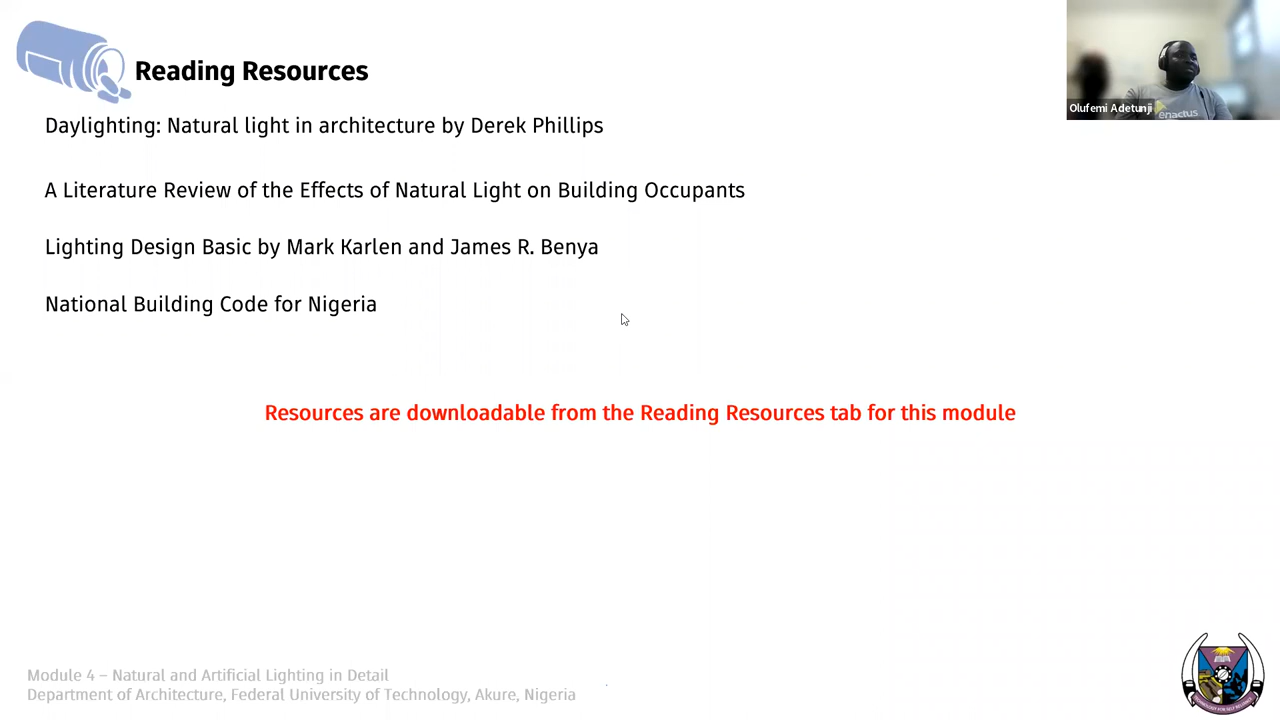 Reading Resources
Olufemi Adetunji
enactus
Daylighting: Natural light in architecture by Derek Phillips
A Literature Review of the Effects of Natural Light on Building Occupants
Lighting Design Basic by Mark Karlen and James R. Benya
National Building Code for Nigeria
Resources are downloadable from the Reading Resources tab for this module
Module 4 – Natural and Artificial Lighting in Detail
Department of Architecture, Federal University of Technology, Akure, Nigeria